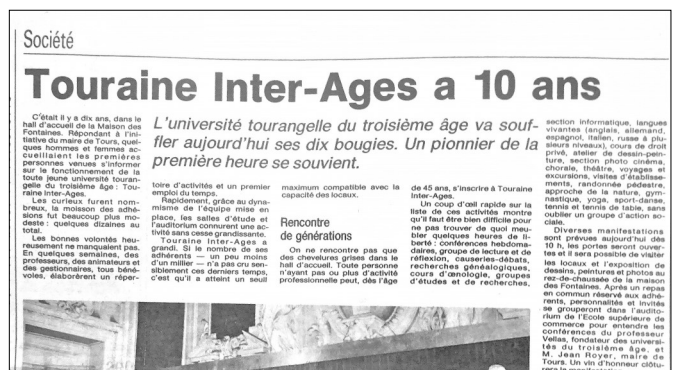 Société
Touraine Inter-Ages a 10 ans
L'université tourangelle du troisième âge va souf-
fler aujourd'hui ses dix bougies. Un pionnier de la
première heure se souvient.
C'était il y a dix ans, dans le
hall d'accueil de la Maison des
Fontaines. Répondant à l'ini-
tiative du maire de Tours, quel-
ques hommes et femmes ac-
cueillaient les premières
personnes venues s'informer
sur le fonctionnement de la
toute jeune université touran-
gelle du troisième âge : Tou-
raine Inter-Ages.
Les curieux furent nom-
breux, la moisson des adhé-
sions fut beaucoup plus mo-
deste : quelques dizaines au
total.
Les bonnes volontés heu-
reusement ne manquaient pas.
En quelques semaines, des
professeurs, des animateurs et
des gestionnaires, tous béné-
voles, élaborèrent un réper-
toire d'activités et un premier
emploi du temps.
Rapidement, grâce au dyna-
misme de l'équipe mise en
place, les salles d'étude et
l'auditorium connurent une ac-
tivité sans cesse grandissante.
Touraine Inter-Ages a
grandi. Si le nombre de ses
adhérents — un peu moins
d'un millier — n'a pas cru sen-
siblement ces derniers temps,
c'est qu'il a atteint un seuil
maximum compatible avec la
capacité des locaux.
Rencontre
de générations
On ne rencontre pas que
des chevelures grises dans le
hall d'accueil. Toute personne
n'ayant pas ou plus d'activité
professionnelle peut, dès l'âge
de 45 ans, s'inscrire à Touraine
Inter-Ages.
Un coup d'œil rapide sur la
liste de ces activités montre
qu'il faut être bien difficile pour
ne pas trouver de quoi meu-
bler quelques heures de li-
berté : conférences hebdoma-
daires, groupe de lecture et de
réflexion, causeries-débats,
recherches généalogiques,
cours d'œnologie, groupes
d'études et de recherches,
section informatique, langues
vivantes (anglais, allemand,
espagnol, italien, russe à plu-
sieurs niveaux), cours de droit
privé, atelier de dessin-pein-
ture, section photo cinéma,
chorale, théâtre, voyages et
excursions, visites d'établisse-
ments, randonnée pédestre,
approche de la nature, gym-
nastique, yoga, sport-danse,
tennis et tennis de table, sans
oublier un groupe d'action so-
ciale.
Diverses manifestations
sont prévues aujourd'hui dès
10 h, les portes seront ouver-
tes et il sera possible de visiter
les locaux et l'exposition de
dessins, peintures et photos au
rez-de-chaussée de la maison
des Fontaines. Après un repas
en commun réservé aux adhé-
rents, personnalités et invités
se grouperont dans l'audito-
rium de l'Ecole supérieure de
commerce pour entendre les
conférences du professeur
Vellas, fondateur des universi-
tés du troisième âge, et
M. Jean Royer, maire de
Tours. Un vin d'honneur clôtu-
rera la